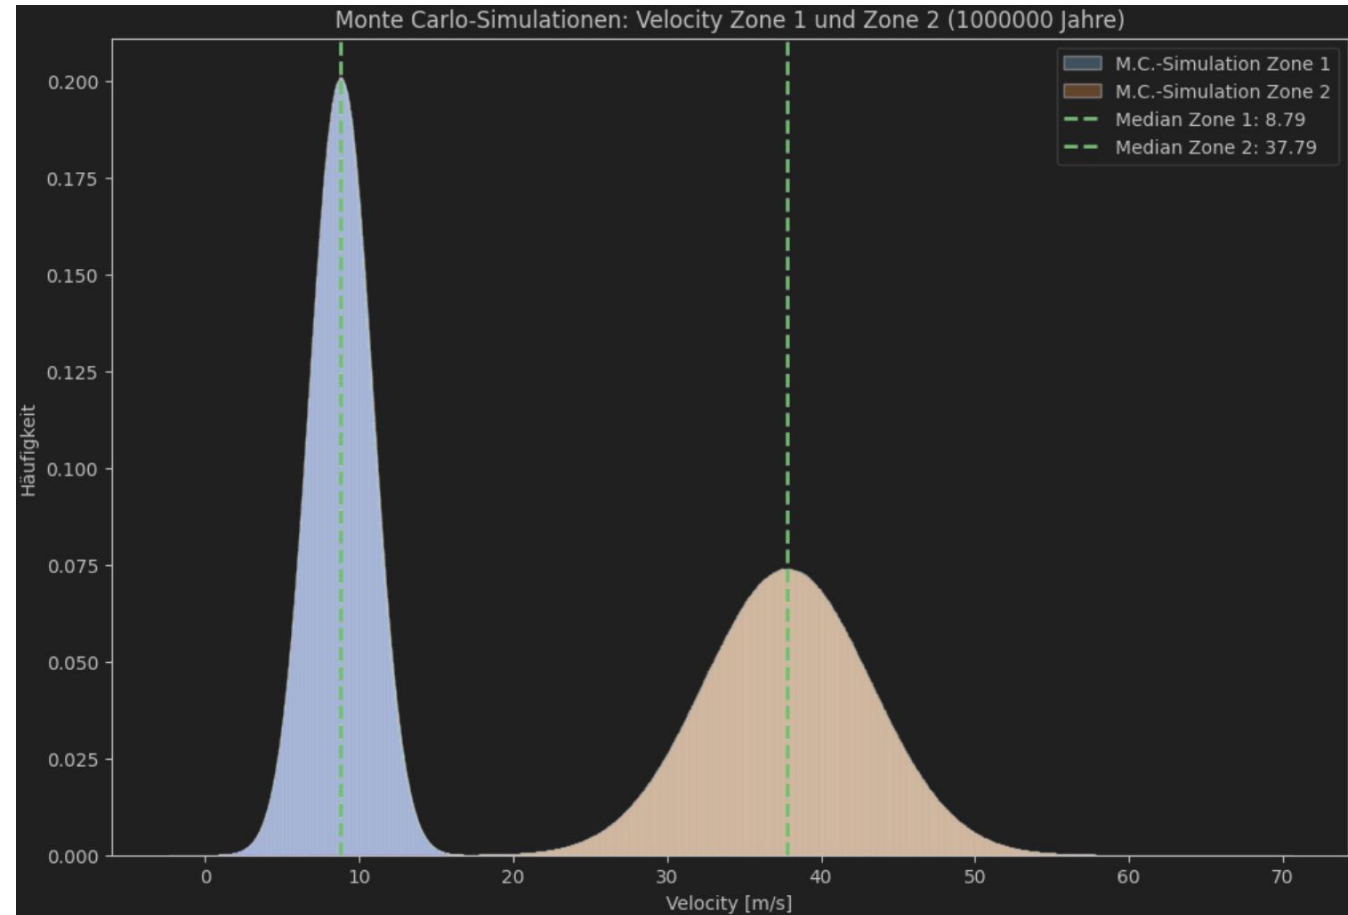 Monte Carlo-Simulationen: Velocity Zone 1 und Zone 2 (1000000 Jahre)
M.C.-Simulation Zone 1
M.C.-Simulation Zone 2
Median Zone 1: 8.79
Median Zone 2: 37.79
Häufigkeit
0.200
0.175
0.150
0.125
0.100
0.075
0.050
0.025
0.000
0 10 20 30 40 50 60 70
Velocity [m/s]